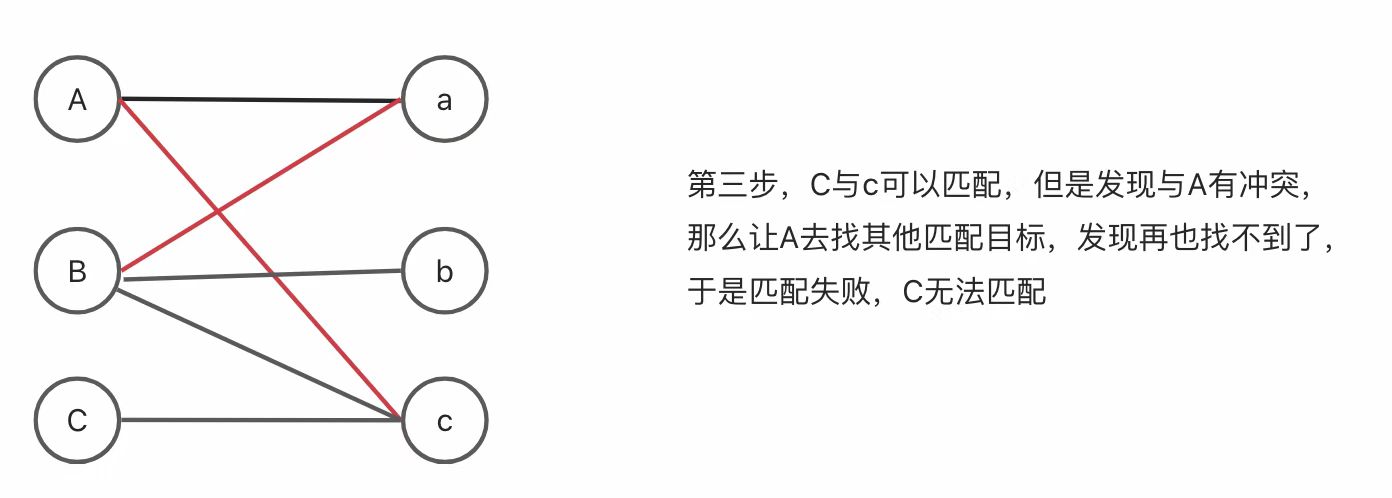 A
a
B
b
C
c
第三步，C与c可以匹配，但是发现与A有冲突，
那么让A去找其他匹配目标，发现再也找不到了，
于是匹配失败，C无法匹配